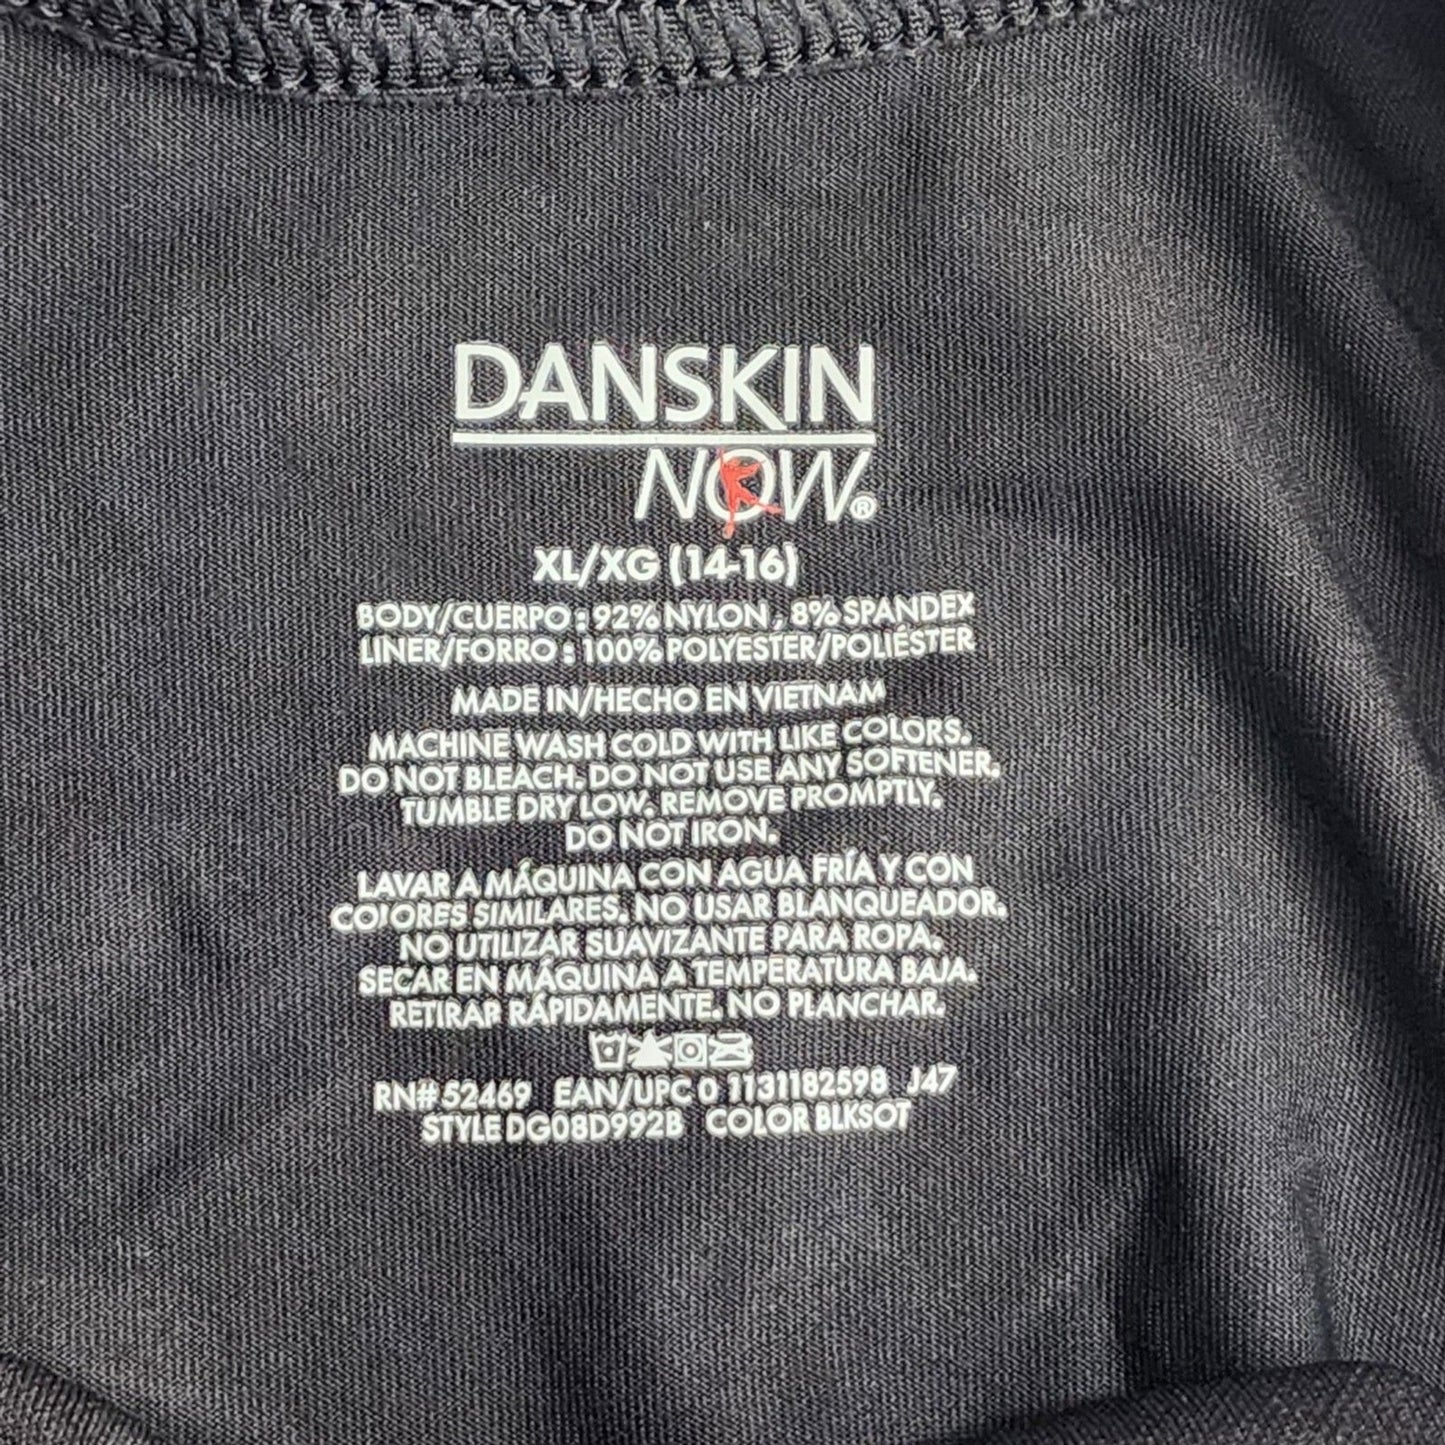 DANSKIN
NOW®
XL/XG (14-16)
BODY/CUERPO : 92% NYLON , 8% SPANDEX
LINER/FORRO : 100% POLYESTER/POLIÉSTER
MADE IN/HECHO EN VIETNAM
MACHINE WASH COLD WITH LIKE COLORS.
DO NOT BLEACH. DO NOT USE ANY SOFTENER.
TUMBLE DRY LOW. REMOVE PROMPTLY.
DO NOT IRON.
LAVAR A MÁQUINA CON AGUA FRÍA Y CON
COLORES SIMILARES. NO USAR BLANQUEADOR.
NO UTILIZAR SUAVIZANTE PARA ROPA.
SECAR EN MÁQUINA A TEMPERATURA BAJA.
RETIRAR RÁPIDAMENTE. NO PLANCHAR.
RN# 52469 EAN/UPC 0 1131182598 J47
STYLE DG08D992B COLOR BLKSOT